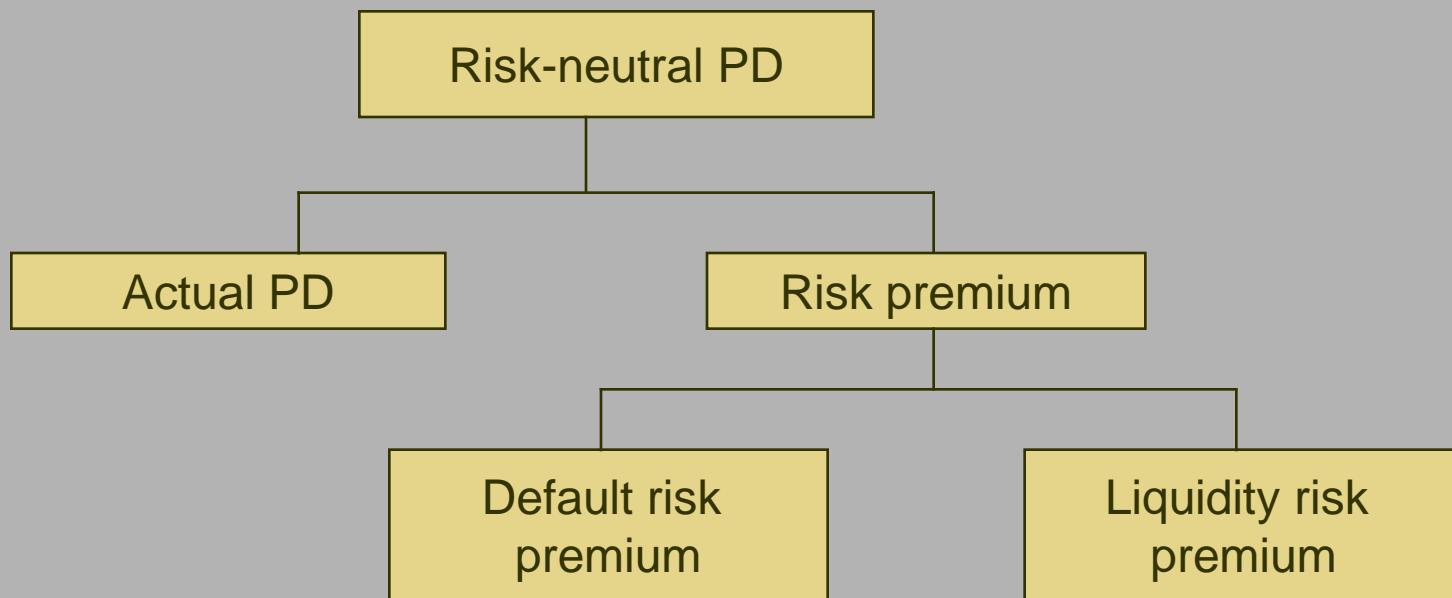 Risk-neutral PD
Actual PD
Risk premium
Default risk
premium
Liquidity risk
premium